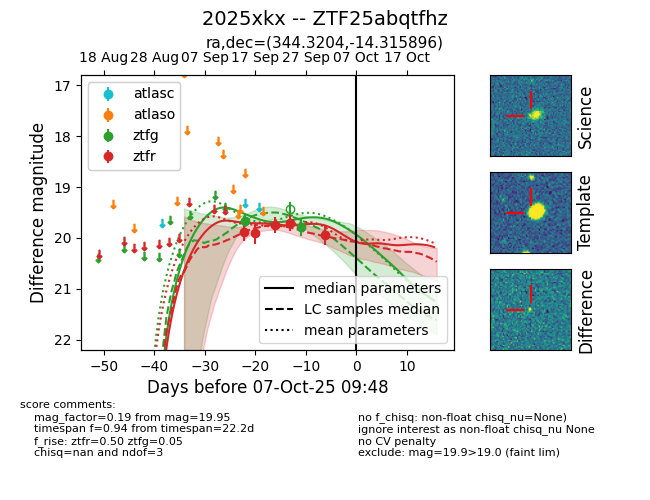 2025xkx -- ZTF25abqtfhz
ra,dec=(344.3204,-14.315896)
18 Aug 28 Aug 07 Sep 17 Sep 27 Sep 07 Oct 17 Oct
17
18
19
20
21
22
Difference magnitude
atlasc
atlaso
ztfg
ztfr
median parameters
LC samples median
mean parameters
−50 −40 −30 −20 −10 0 10
Days before 07-Oct-25 09:48
Science
Template
Difference
score comments:
mag_factor=0.19 from mag=19.95
timespan f=0.94 from timespan=22.2d
f_rise: ztfr=0.50 ztfg=0.05
chisq=nan and ndof=3
no f_chisq: non-float chisq_nu=None)
ignore interest as non-float chisq_nu None
no CV penalty
exclude: mag=19.9>19.0 (faint lim)